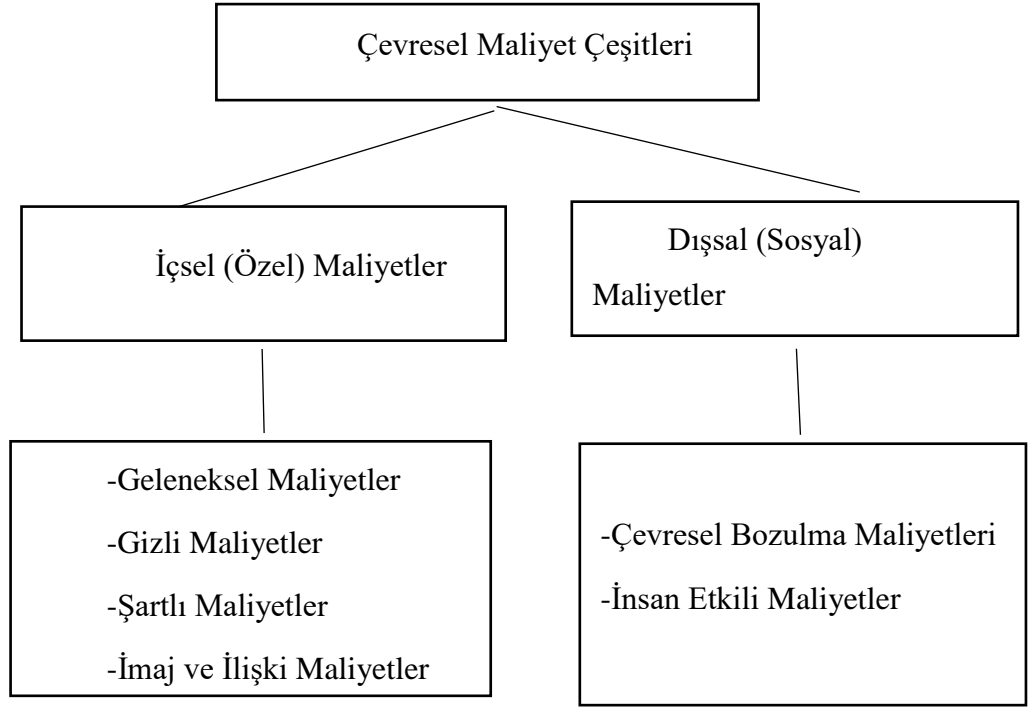 Çevresel Maliyet Çeşitleri
İçsel (Özel) Maliyetler
Dışsal (Sosyal)
Maliyetler
-Geleneksel Maliyetler
-Gizli Maliyetler
-Şartlı Maliyetler
-İmaj ve İlişki Maliyetler
-Çevresel Bozulma Maliyetleri
-İnsan Etkili Maliyetler